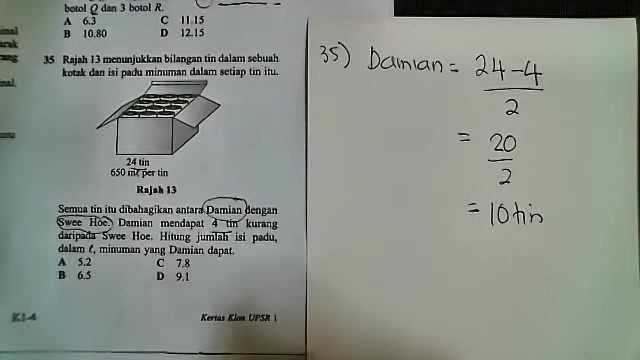 botol Q dan 3 botol R.
A 6.3 C 11.15
B 10.80 D 12.15
35 Rajah 13 menunjukkan bilangan tin dalam sebuah
kotak dan isi padu minuman dalam setiap tin itu.
24 tin
650 ml per tin
Rajah 13
Semua tin itu dibahagikan antara Damian dengan
Swee Hoe. Damian mendapat 4 tin kurang
daripada Swee Hoe. Hitung jumlah isi padu,
dalam ℓ, minuman yang Damian dapat.
A 5.2 C 7.8
B 6.5 D 9.1
K1-4
Kertas Klon UPSR 1
35) Damian = 24 - 4
2
= 20
2
= 10 tin